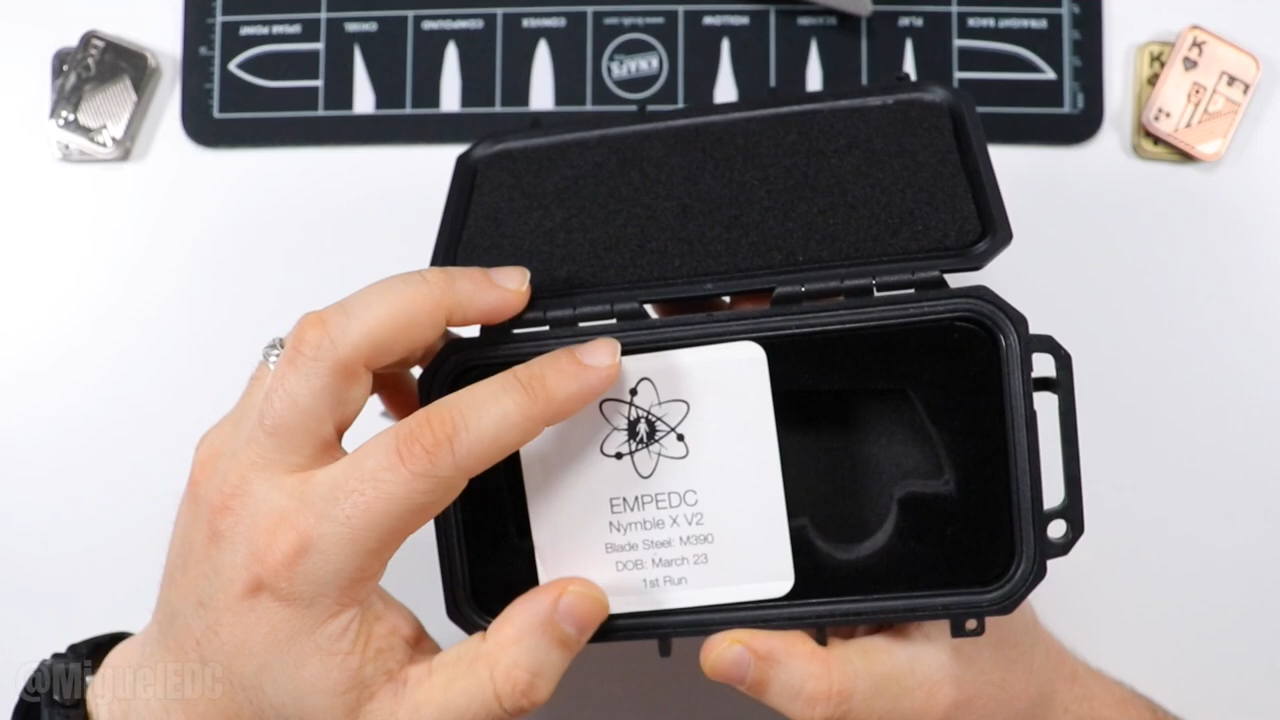 SPEAR POINT
CHISEL
COMPOUND
CONVEX
HOLLOW
FLAT
STRAIGHT BACK
K
K
EMPEDC
Nymble X V2
Blade Steel: M390
DOB: March 23
1st Run
@MiguelEDC